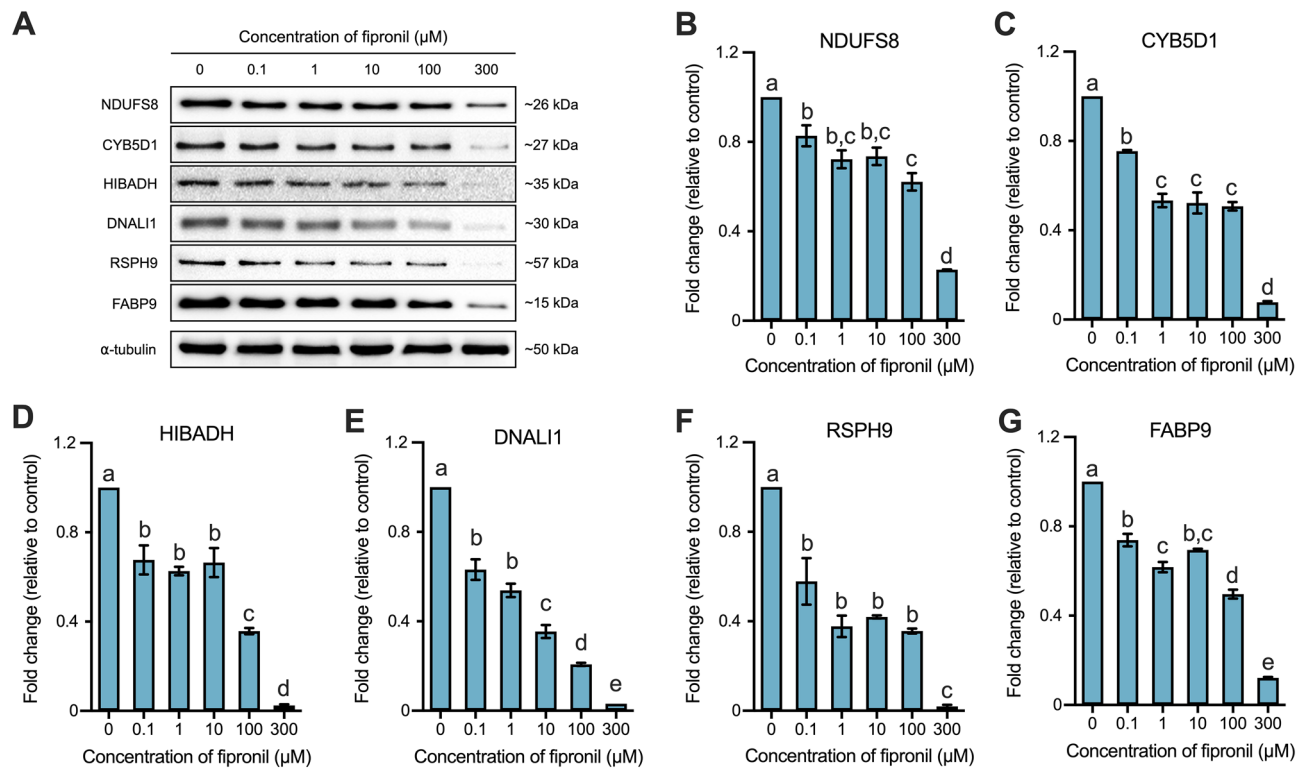 A
Concentration of fipronil (µM)
0 0.1 1 10 100 300
NDUFS8 ~26 kDa
CYB5D1 ~27 kDa
HIBADH ~35 kDa
DNALI1 ~30 kDa
RSPH9 ~57 kDa
FABP9 ~15 kDa
α-tubulin ~50 kDa
B
NDUFS8
Fold change (relative to control)
1.2
0.8
0.4
0
a b b,c b,c c d
0 0.1 1 10 100 300
Concentration of fipronil (µM)
C
CYB5D1
Fold change (relative to control)
1.2
0.8
0.4
0
a b c c c d
0 0.1 1 10 100 300
Concentration of fipronil (µM)
D
HIBADH
Fold change (relative to control)
1.2
0.8
0.4
0
a b b b c d
0 0.1 1 10 100 300
Concentration of fipronil (µM)
E
DNALI1
Fold change (relative to control)
1.2
0.8
0.4
0
a b b c d e
0 0.1 1 10 100 300
Concentration of fipronil (µM)
F
RSPH9
Fold change (relative to control)
1.2
0.8
0.4
0
a b b b b c
0 0.1 1 10 100 300
Concentration of fipronil (µM)
G
FABP9
Fold change (relative to control)
1.2
0.8
0.4
0
a b c b,c d e
0 0.1 1 10 100 300
Concentration of fipronil (µM)